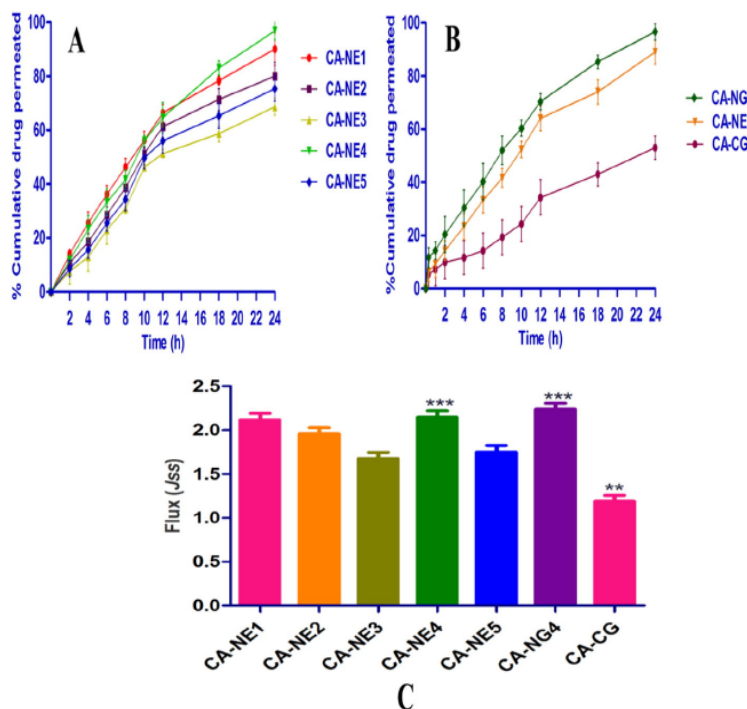 A
% Cumulative drug permeated
100
80
60
40
20
0
2 4 6 8 10 12 14 16 18 20 22 24
Time (h)
CA-NE1
CA-NE2
CA-NE3
CA-NE4
CA-NE5
B
%Cumulative drug permeated
100
80
60
40
20
0
2 4 6 8 10 12 14 16 18 20 22 24
Time (h)
CA-NG
CA-NE
CA-CG
Flux (Jss)
2.5
2.0
1.5
1.0
0.5
0.0
*** *** **
CA-NE1 CA-NE2 CA-NE3 CA-NE4 CA-NE5 CA-NG4 CA-CG
C